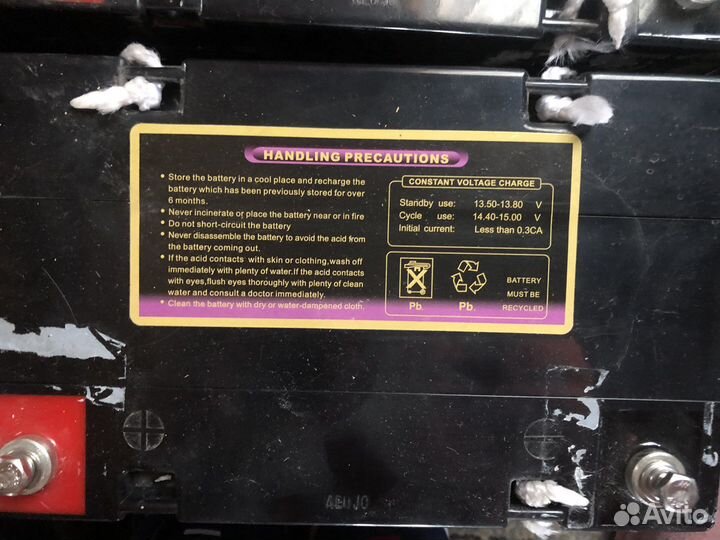 HANDLING PRECAUTIONS
• Store the battery in a cool place and recharge the
battery which has been previously stored for over
6 months.
• Never incinerate or place the battery near or in fire
• Do not short-circuit the battery
• Never disassemble the battery to avoid the acid from
the battery coming out.
• If the acid contacts with skin or clothing,wash off
immediately with plenty of water.If the acid contacts
with eyes,flush eyes thoroughly with plenty of clean
water and consult a doctor immediately.
• Clean the battery with dry or water-dampened cloth.
CONSTANT VOLTAGE CHARGE
Standby use: 13.50-13.80 V
Cycle use: 14.40-15.00 V
Initial current: Less than 0.3CA
Pb. Pb.
BATTERY
MUST BE
RECYCLED
Avito